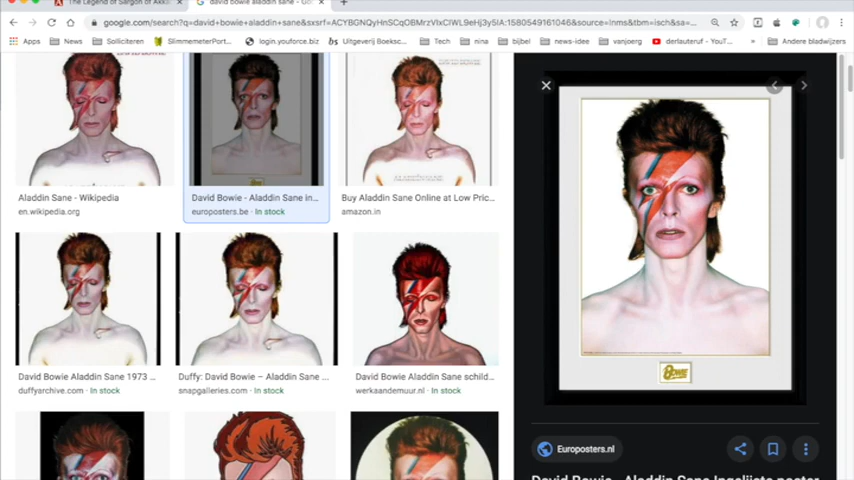 The Legend of Sargon of Akk
david bowie aladdin sane - Go
google.com/search?q=david+bowie+aladdin+sane&sxsrf=ACYBGNQyHnSCqOBMrzVIxCIWLE9eHj3y5IA:1580549161046&source=lnms&tbm=isch&sa=...
Apps
News
Solliciteren
SlimmemeterPort...
login.youforce.biz
Uitgeverij Boeksc...
Tech
nina
bijbel
news-idee
vanjoerg
derlauteruf - YouT...
»
Andere bladwijzers
Aladdin Sane - Wikipedia
en.wikipedia.org
David Bowie - Aladdin Sane in...
europosters.be · In stock
Buy Aladdin Sane Online at Low Pric...
amazon.in
BOWIE
David Bowie Aladdin Sane 1973 ...
duffyarchive.com · In stock
Duffy: David Bowie – Aladdin Sane ...
snapgalleries.com · In stock
David Bowie Aladdin Sane schild...
werkaandemuur.nl · In stock
Europosters.nl
David Bowie - Aladdin Sane Ingelijste poster